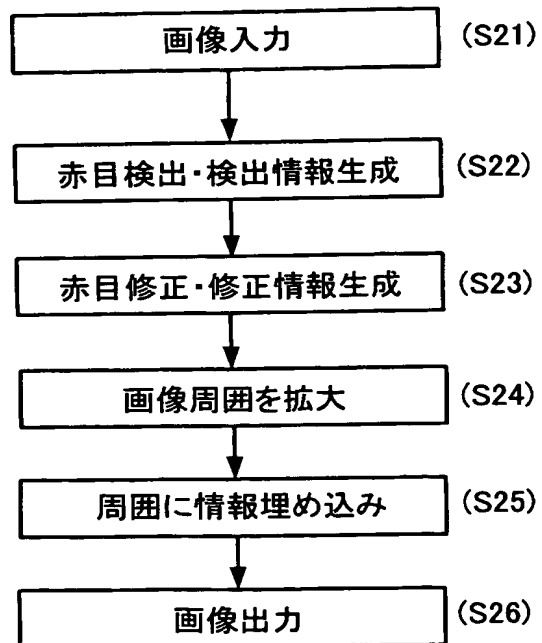 画像入力 (S21)
赤目検出・検出情報生成 (S22)
赤目修正・修正情報生成 (S23)
画像周囲を拡大 (S24)
周囲に情報埋め込み (S25)
画像出力 (S26)